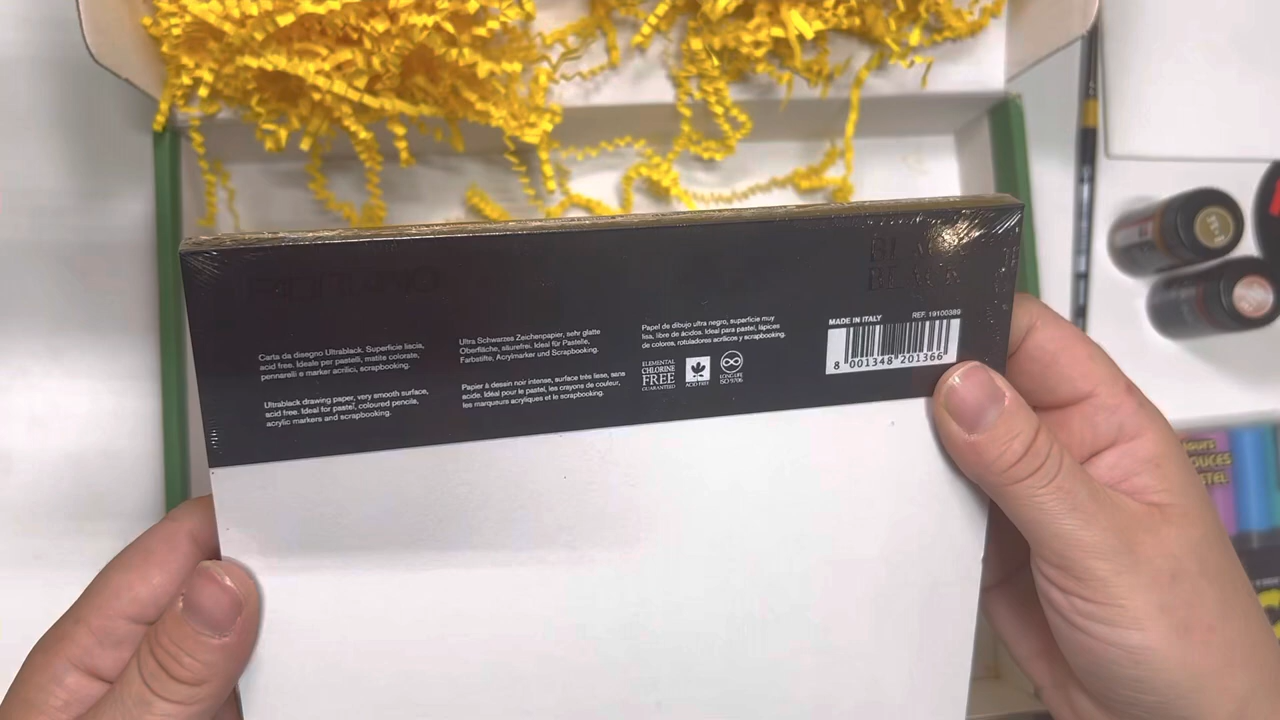 Carta da disegno Ultrablack. Superficie liscia,
acid free. Ideale per pastelli, matite colorate,
pennarelli e marker acrilici, scrapbooking.
Ultrablack drawing paper, very smooth surface,
acid free. Ideal for pastel, coloured pencils,
acrylic markers and scrapbooking.
Ultra Schwarzes Zeichenpapier, sehr glatte
Oberfläche, säurefrei. Ideal für Pastelle,
Farbstifte, Acrylmarker und Scrapbooking.
Papier à dessin noir intense, surface très lisse, sans
acide. Idéal pour le pastel, les crayons de couleur,
les marqueurs acryliques et le scrapbooking.
Papel de dibujo ultra negro, superficie muy
lisa, libre de ácidos. Ideal para pastel, lápices
de colores, rotuladores acrílicos y scrapbooking.
ELEMENTAL
CHLORINE
FREE
GUARANTEED
ACID FREE
LONG LIFE
ISO 9706
BLACK
BLACK
MADE IN ITALY REF. 19100389
8 001348 201366
OUCES